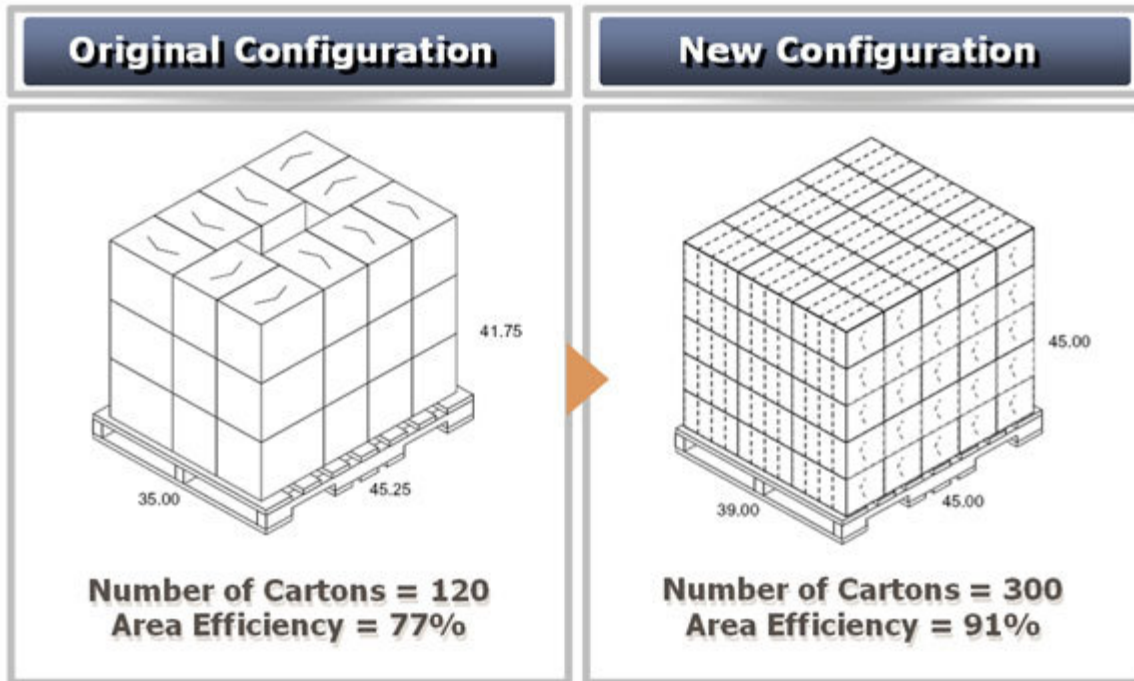 Original Configuration
New Configuration
41.75
35.00
45.25
Number of Cartons = 120
Area Efficiency = 77%
45.00
39.00
45.00
Number of Cartons = 300
Area Efficiency = 91%